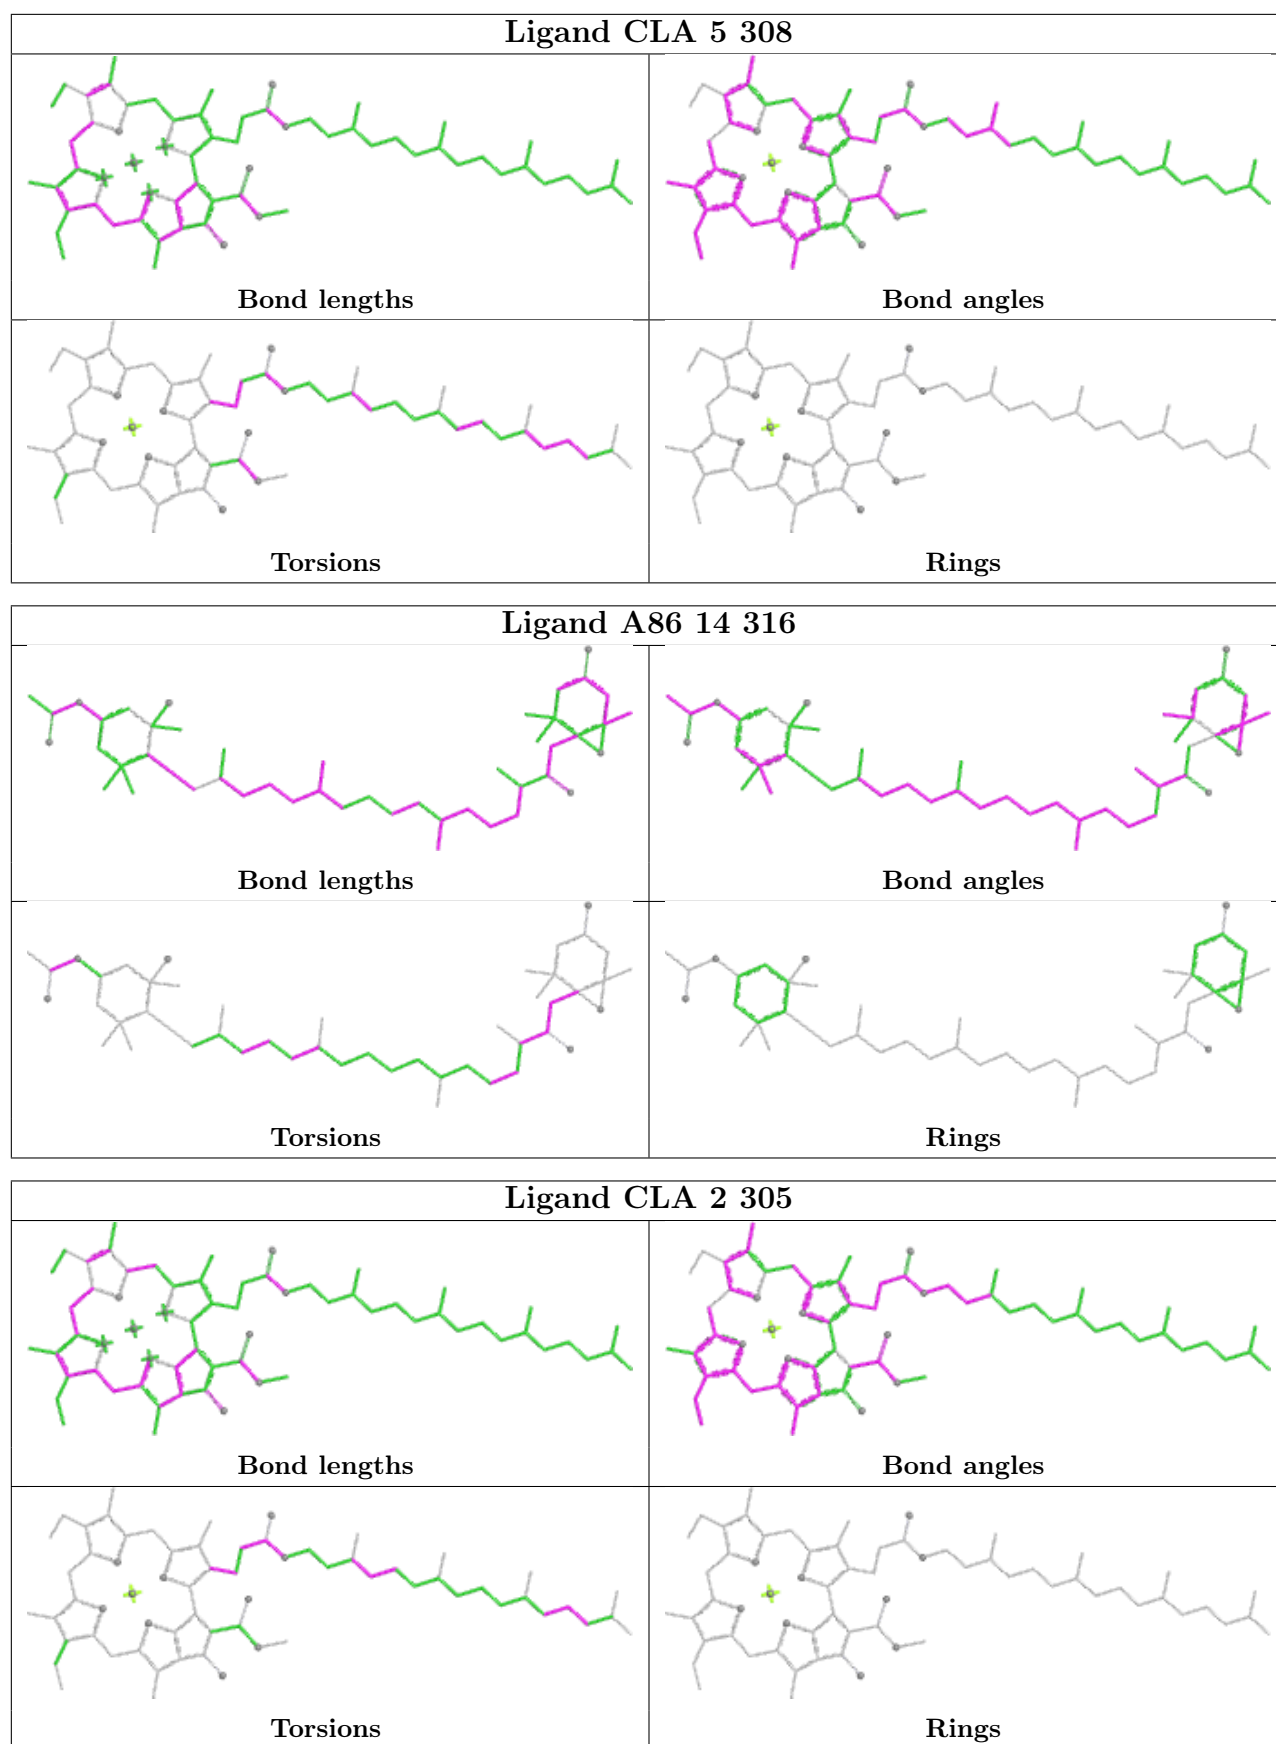 Ligand CLA 5 308
Bond lengths
Bond angles
Torsions
Rings
Ligand A86 14 316
Bond lengths
Bond angles
Torsions
Rings
Ligand CLA 2 305
Bond lengths
Bond angles
Torsions
Rings